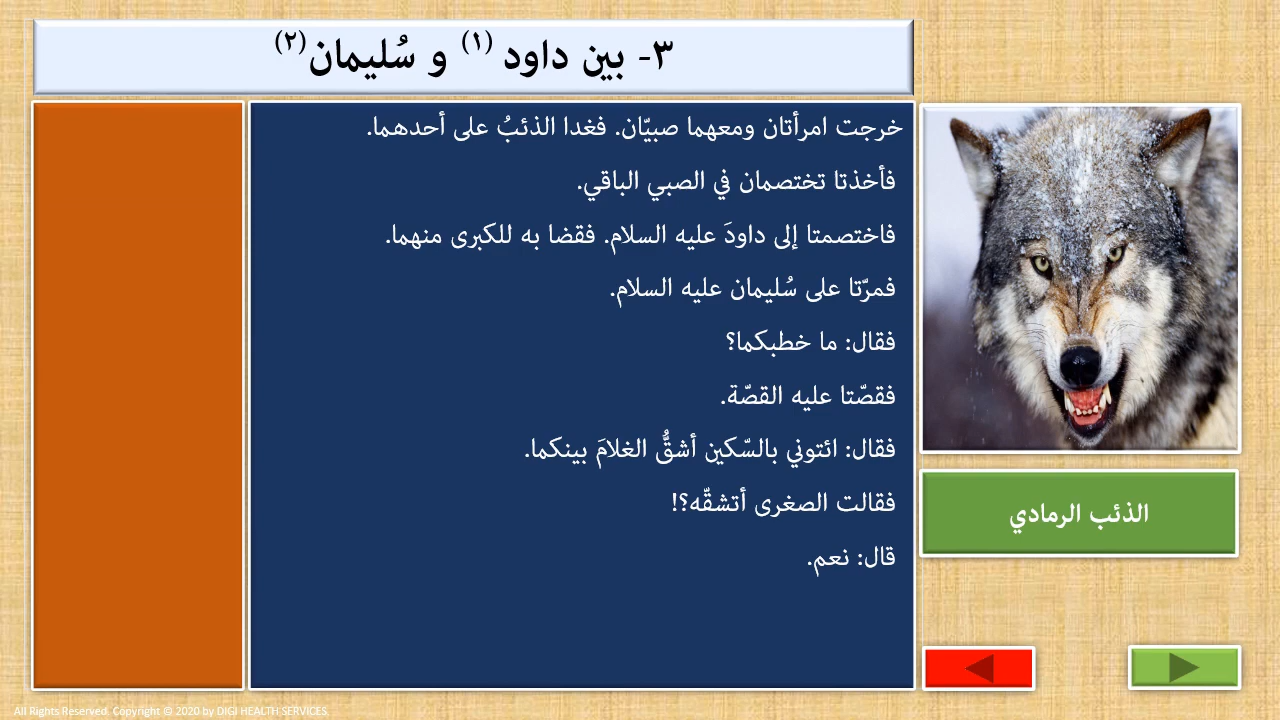 ٣- بين داود (١) و سُليمان (٢)
خرجت امرأتان ومعهما صبيّان. فغدا الذئبُ على أحدهما.
فأخذتا تختصمان في الصبي الباقي.
فاختصمتا إلى داودَ عليه السلام. فقضا به للكبرى منهما.
فمرّتا على سُليمان عليه السلام.
فقال: ما خطبكما؟
فقصّتا عليه القصّة.
فقال: ائتوني بالسّكين أشقُّ الغلامَ بينكما.
فقالت الصغرى أتشقّه؟!
قال: نعم.
الذئب الرمادي
All Rights Reserved. Copyright © 2020 by DIGI HEALTH SERVICES.